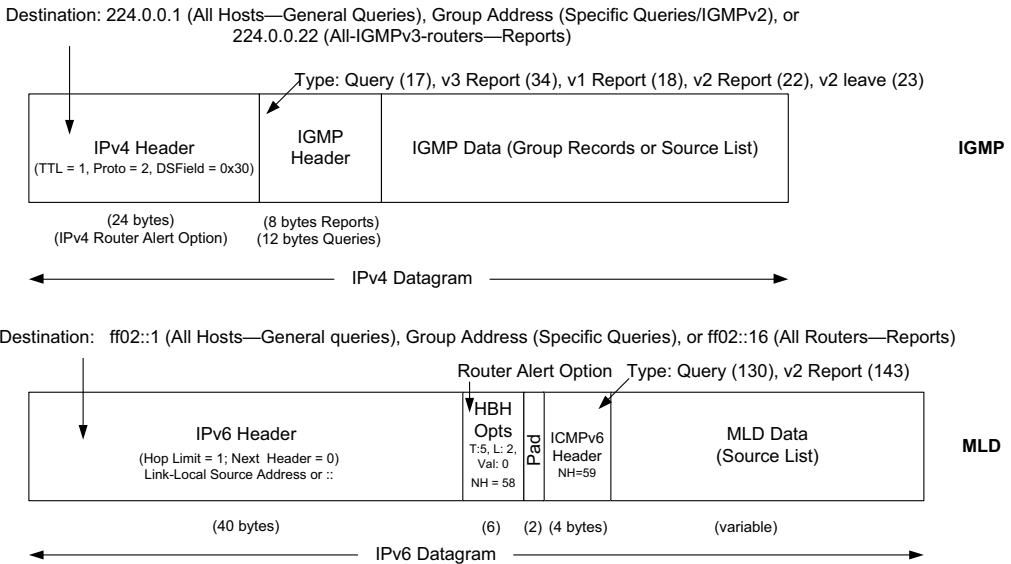 Destination: 224.0.0.1 (All Hosts—General Queries), Group Address (Specific Queries/IGMPv2), or
224.0.0.22 (All-IGMPv3-routers—Reports)
Type: Query (17), v3 Report (34), v1 Report (18), v2 Report (22), v2 leave (23)
IPv4 Header
(TTL = 1, Proto = 2, DSField = 0x30)
IGMP
Header
IGMP Data (Group Records or Source List)
IGMP
(24 bytes)
(IPv4 Router Alert Option)
(8 bytes Reports)
(12 bytes Queries)
IPv4 Datagram
Destination: ff02::1 (All Hosts—General queries), Group Address (Specific Queries), or ff02::16 (All Routers—Reports)
Router Alert Option
Type: Query (130), v2 Report (143)
IPv6 Header
(Hop Limit = 1; Next Header = 0)
Link-Local Source Address or ::
HBH
Opts
T:5, L: 2,
Val: 0
NH = 58
Pad
ICMPv6
Header
NH=59
MLD Data
(Source List)
MLD
(40 bytes)
(6)
(2)
(4 bytes)
(variable)
IPv6 Datagram